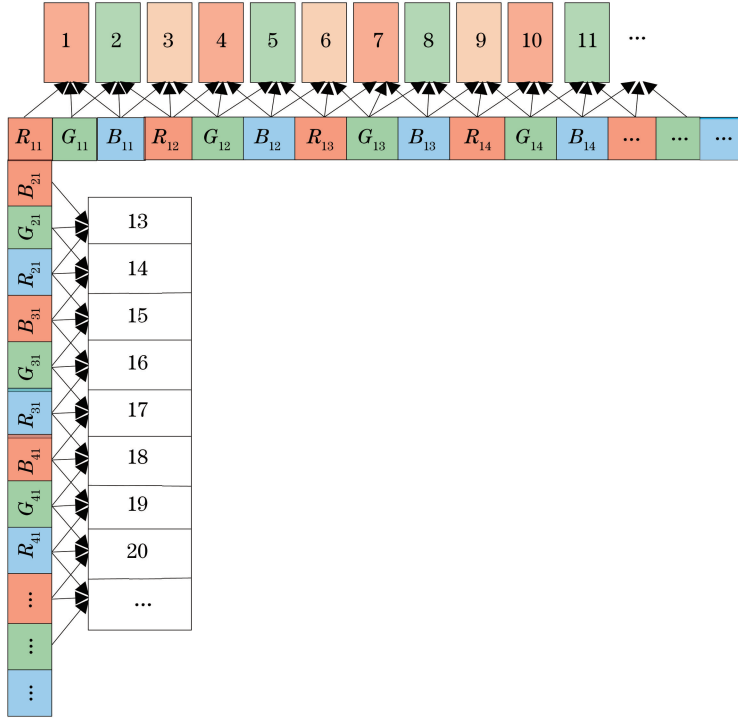 1 2 3 4 5 6 7 8 9 10 11 ...
R₁₁ G₁₁ B₁₁ R₁₂ G₁₂ B₁₂ R₁₃ G₁₃ B₁₃ R₁₄ G₁₄ B₁₄ ... ... ...
B₂₁
G₂₁
R₂₁
B₃₁
G₃₁
R₃₁
B₄₁
G₄₁
R₄₁
...
...
...
13
14
15
16
17
18
19
20
...